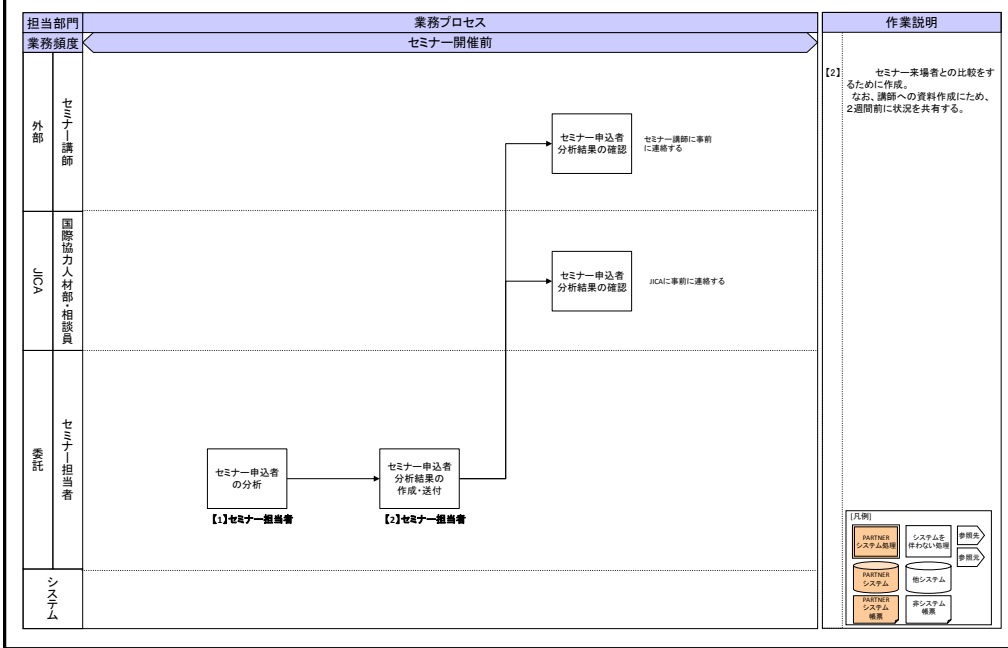 担当部門
業務プロセス
作業説明
業務頻度
セミナー開催前
外部
セミナー講師
セミナー申込者
分析結果の確認
セミナー講師に事前
に連絡する
【2】 セミナー来場者との比較をす
るために作成。
なお、講師への資料作成にため、
2週間前に状況を共有する。
JICA
国際協力人材部・相談員
セミナー申込者
分析結果の確認
JICAに事前に連絡する
委託
セミナー担当者
セミナー申込者
の分析
【1】セミナー担当者
セミナー申込者
分析結果の
作成・送付
【2】セミナー担当者
システム
[凡例]
PARTNER
システム処理
システムを
伴わない処理
参照先
参照元
PARTNER
システム
他システム
PARTNER
システム
帳票
非システム
帳票